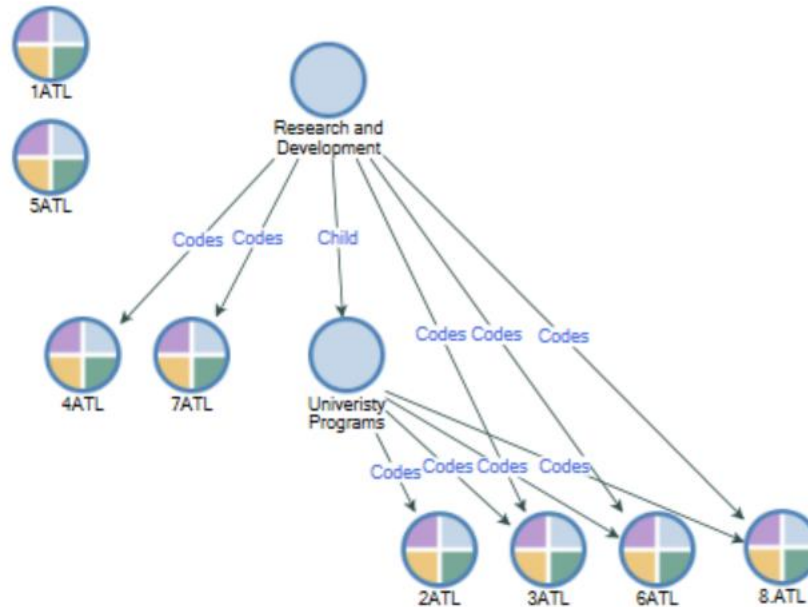 1ATL
Research and
Development
5ATL
Codes
Codes
Child
Codes
Codes
Codes
4ATL
7ATL
Univeristy
Programs
Codes
Codes
Codes
Codes
2ATL
3ATL
6ATL
8.ATL